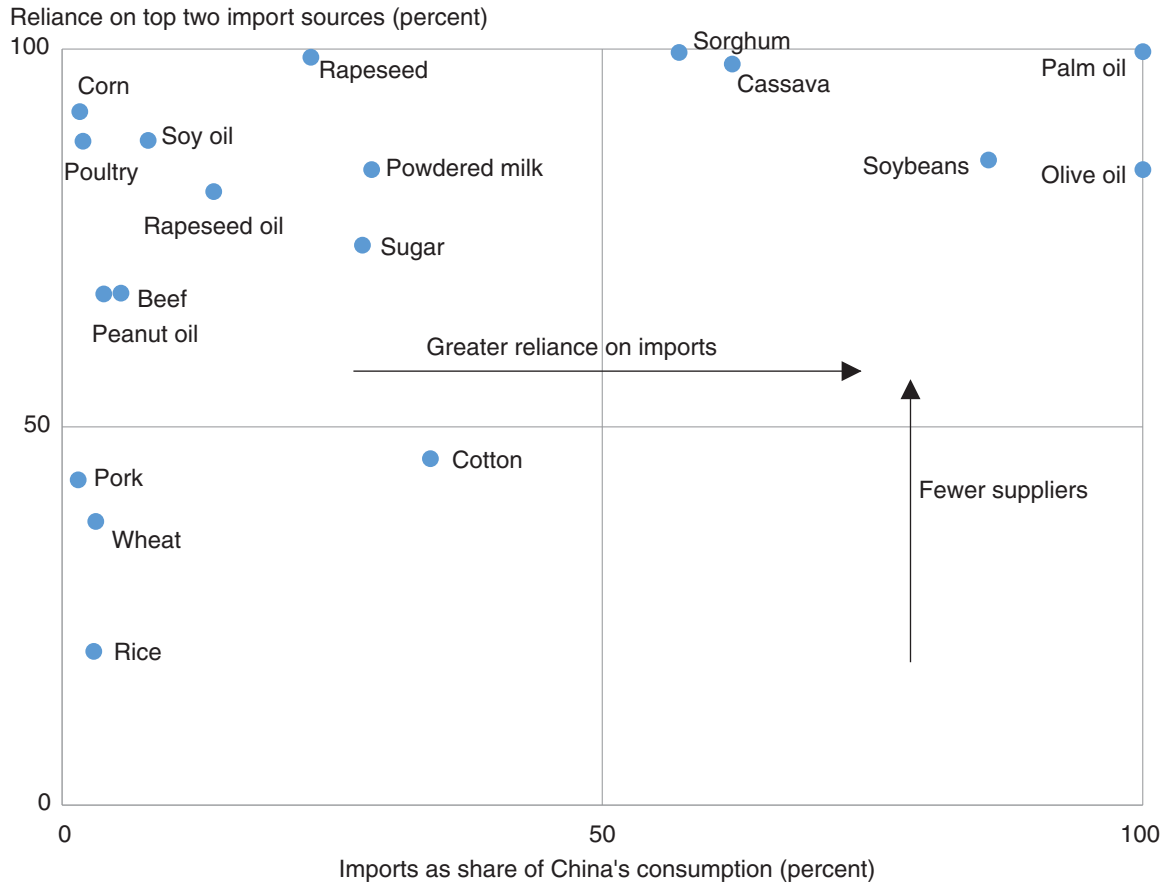 Reliance on top two import sources (percent)
100
Sorghum
Rapeseed
Palm oil
Corn
Cassava
Soy oil
Poultry
Powdered milk
Soybeans
Olive oil
Rapeseed oil
Sugar
Beef
Peanut oil
Greater reliance on imports
50
Cotton
Pork
Fewer suppliers
Wheat
Rice
0
0
50
100
Imports as share of China's consumption (percent)